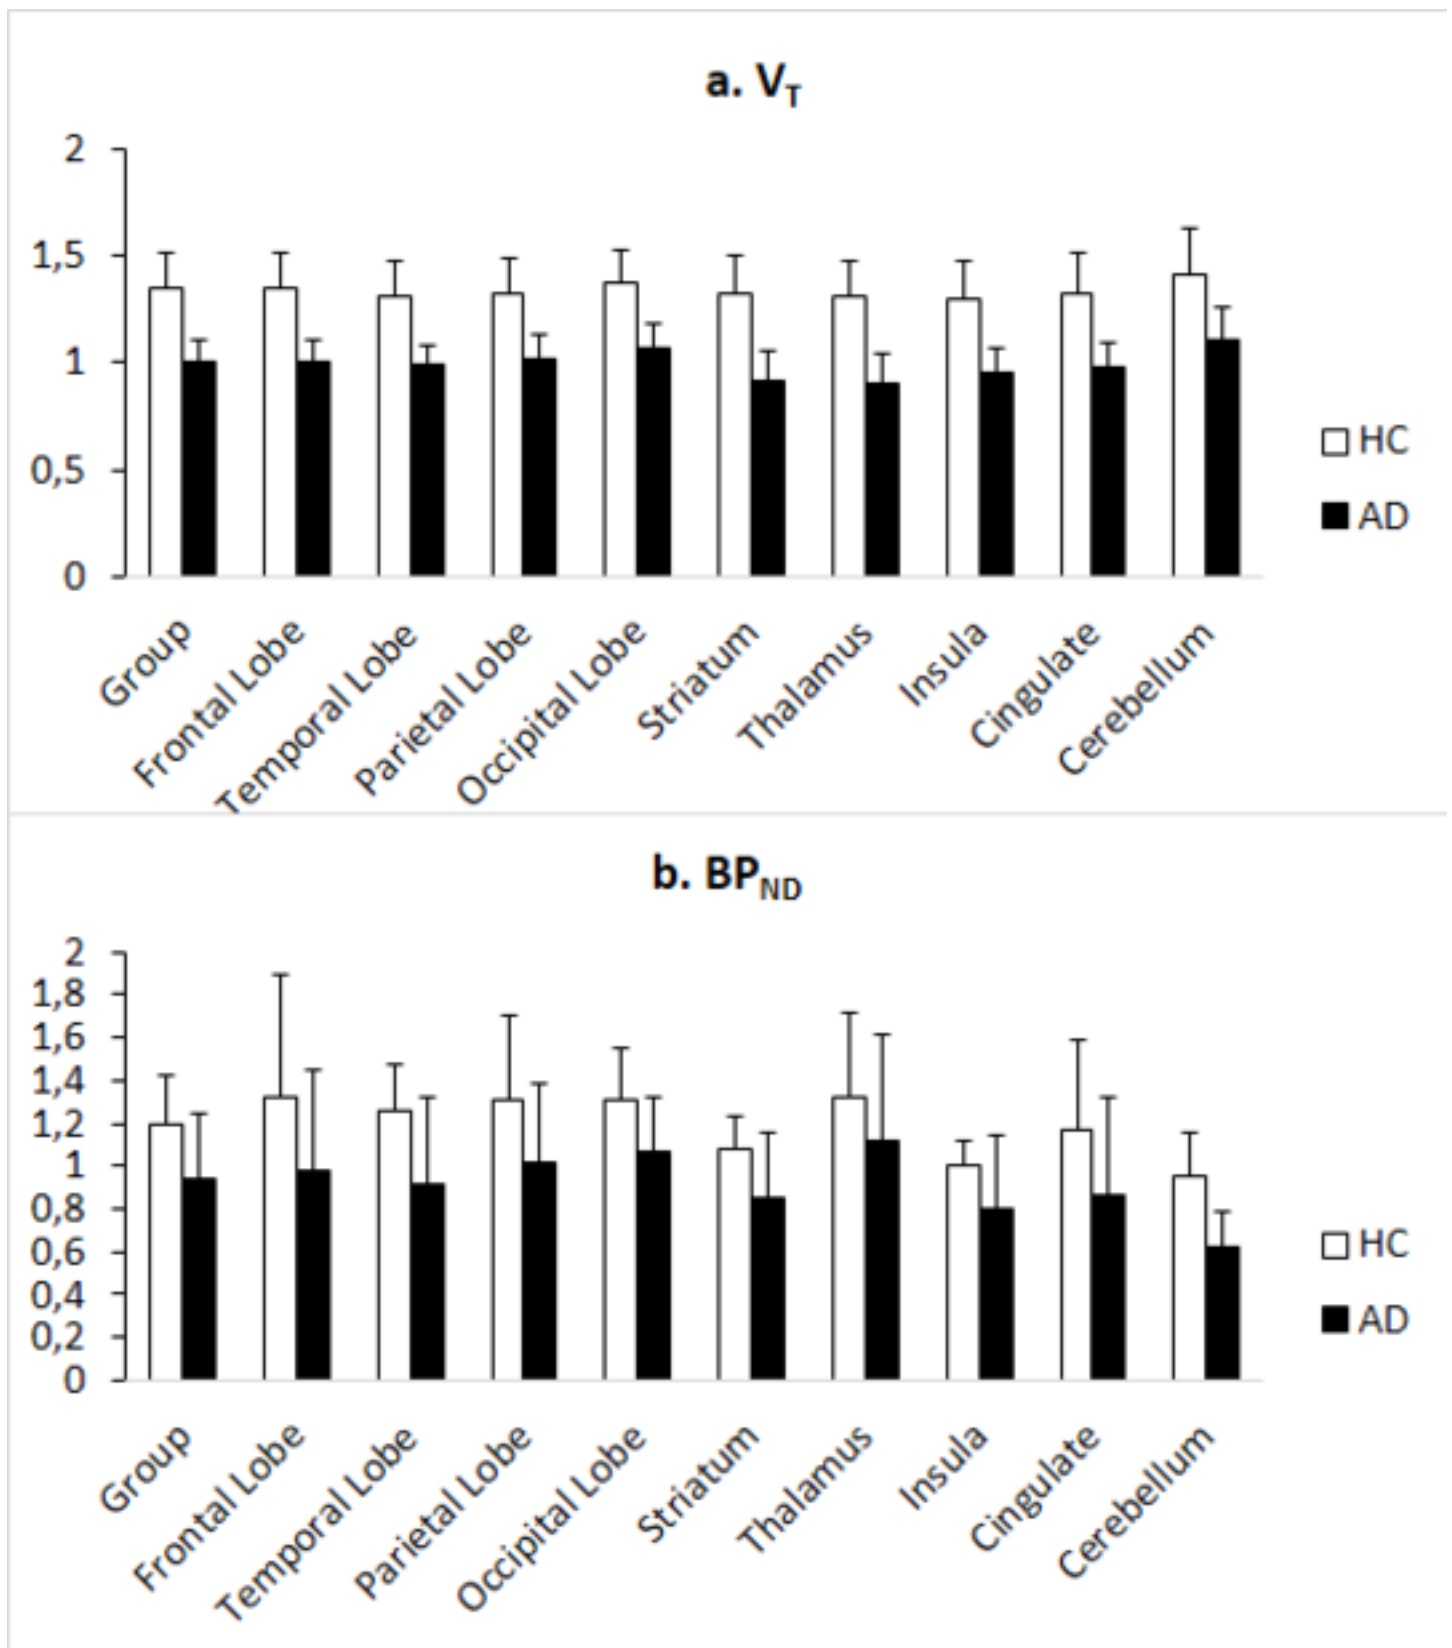 a. V_T
2
1,5
1
0,5
0
HC
AD
Group
Frontal Lobe
Temporal Lobe
Parietal Lobe
Occipital Lobe
Striatum
Thalamus
Insula
Cingulate
Cerebellum
b. BP_ND
2
1,8
1,6
1,4
1,2
1
0,8
0,6
0,4
0,2
0
HC
AD
Group
Frontal Lobe
Temporal Lobe
Parietal Lobe
Occipital Lobe
Striatum
Thalamus
Insula
Cingulate
Cerebellum